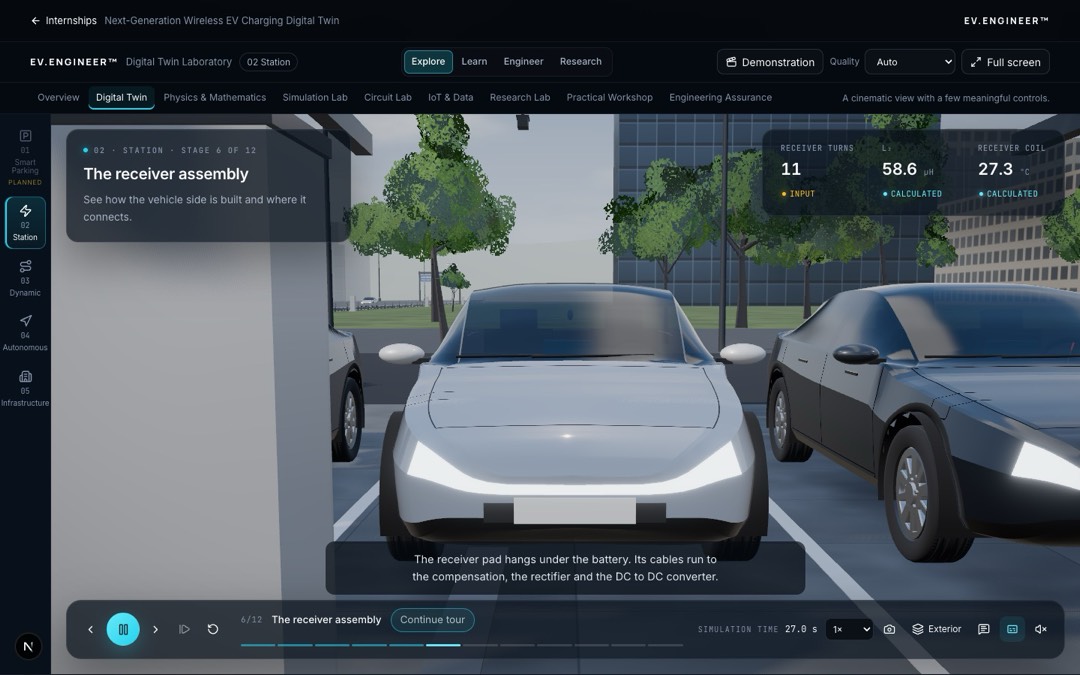 Internships Next-Generation Wireless EV Charging Digital Twin
EV.ENGINEER™
EV.ENGINEER™ Digital Twin Laboratory 02 Station
Explore Learn Engineer Research
Demonstration Quality Auto Full screen
Overview Digital Twin Physics & Mathematics Simulation Lab Circuit Lab IoT & Data Research Lab Practical Workshop Engineering Assurance
A cinematic view with a few meaningful controls.
01
Smart
Parking
PLANNED
02
Station
03
Dynamic
04
Autonomous
05
Infrastructure
N
02 · STATION · STAGE 6 OF 12
The receiver assembly
See how the vehicle side is built and where it
connects.
RECEIVER TURNS
11
INPUT
58.6 µH
CALCULATED
RECEIVER COIL
27.3 °C
CALCULATED
The receiver pad hangs under the battery. Its cables run to
the compensation, the rectifier and the DC to DC converter.
6/12 The receiver assembly Continue tour
SIMULATION TIME 27.0 s 1× Exterior